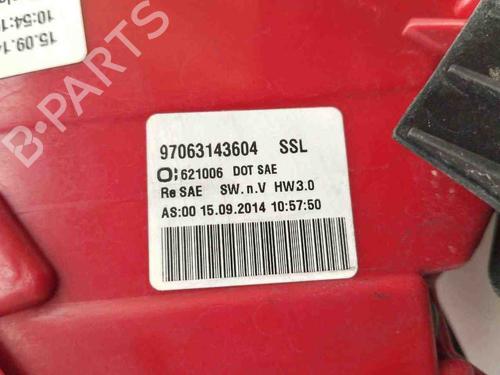 15.09.14
10:54:1
B-PARTS
97063143604 SSL
621006 DOT SAE
Re SAE SW. n.V HW3.0
AS:00 15.09.2014 10:57:50